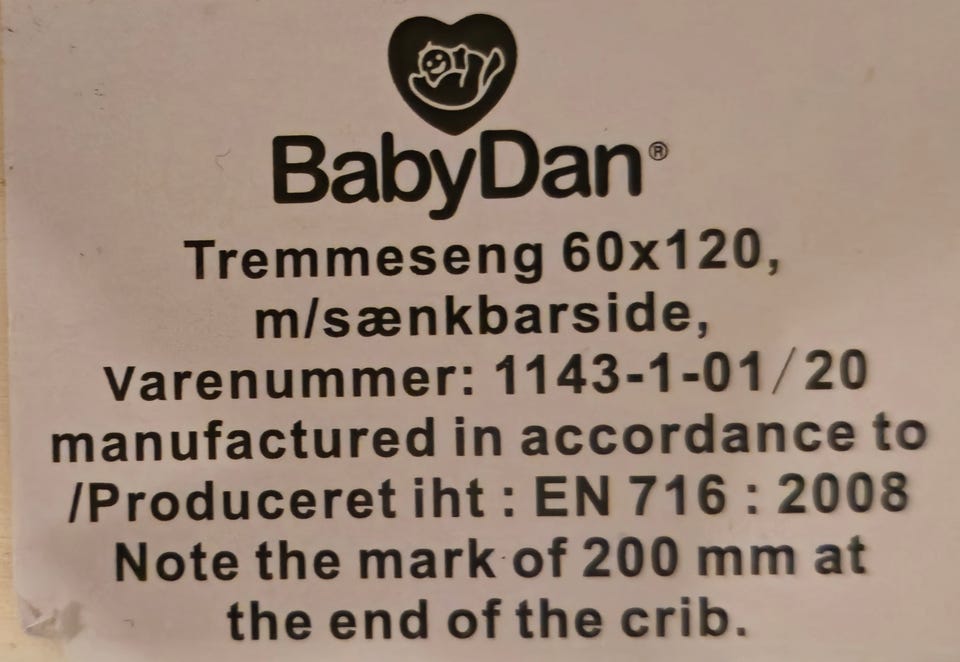 BabyDan®
Tremmeseng 60x120,
m/sænkbarside,
Varenummer: 1143-1-01/20
manufactured in accordance to
/Produceret iht : EN 716 : 2008
Note the mark of 200 mm at
the end of the crib.